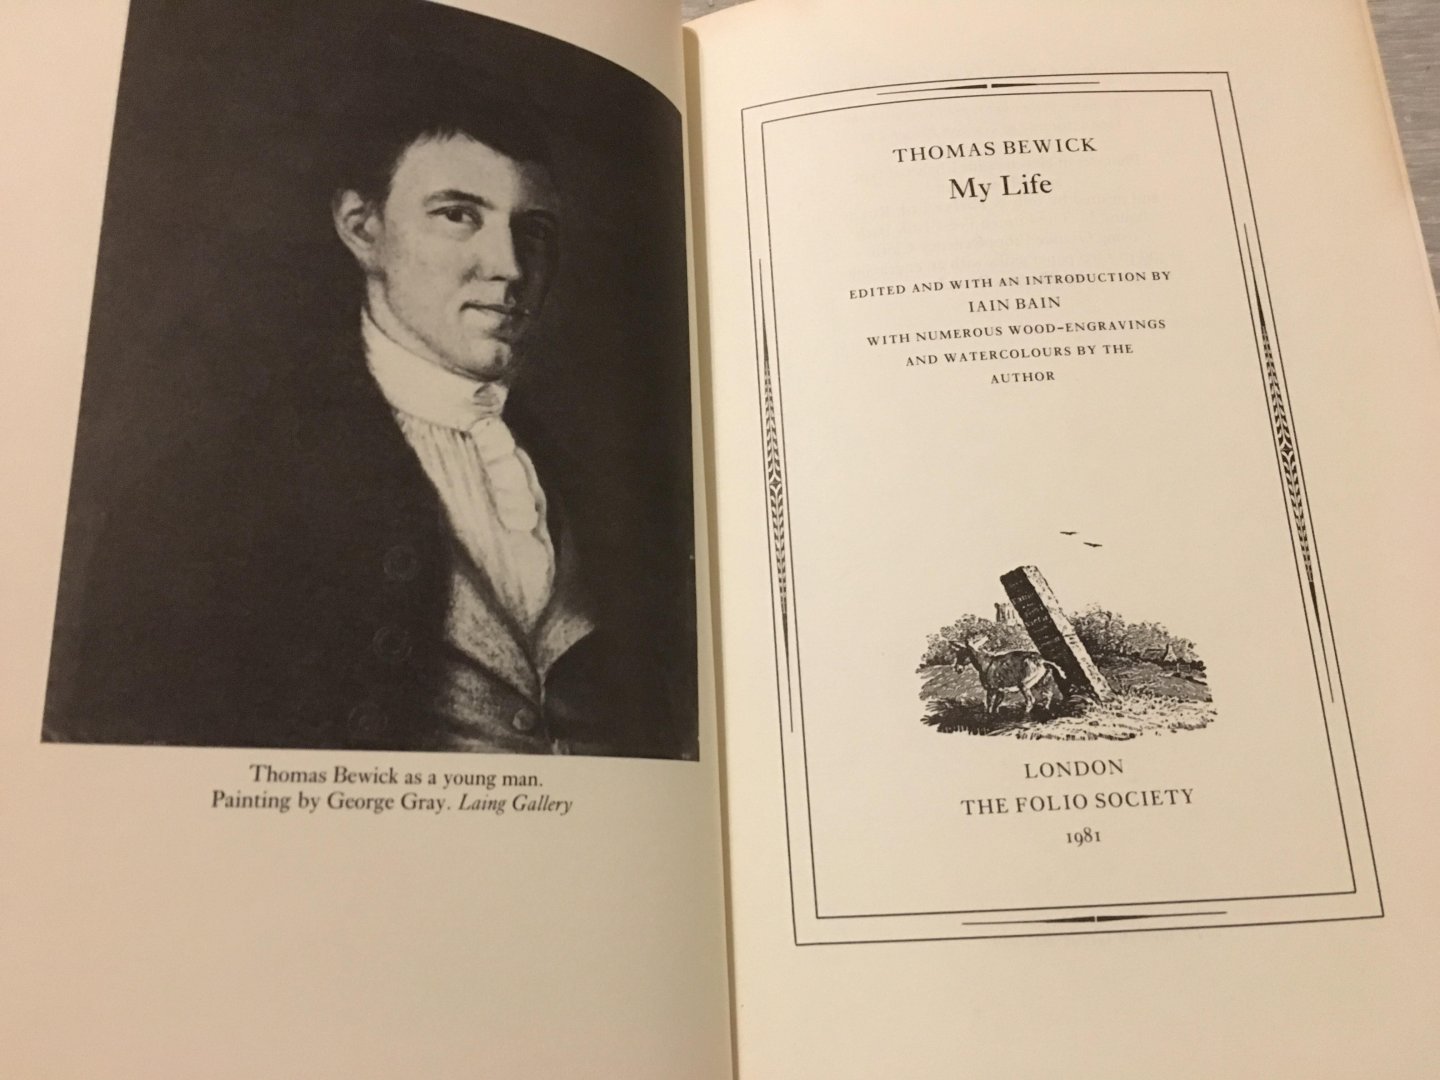 Thomas Bewick as a young man.
Painting by George Gray. Laing Gallery
THOMAS BEWICK
My Life
EDITED AND WITH AN INTRODUCTION BY
IAIN BAIN
WITH NUMEROUS WOOD-ENGRAVINGS
AND WATERCOLOURS BY THE
AUTHOR
LONDON
THE FOLIO SOCIETY
1981